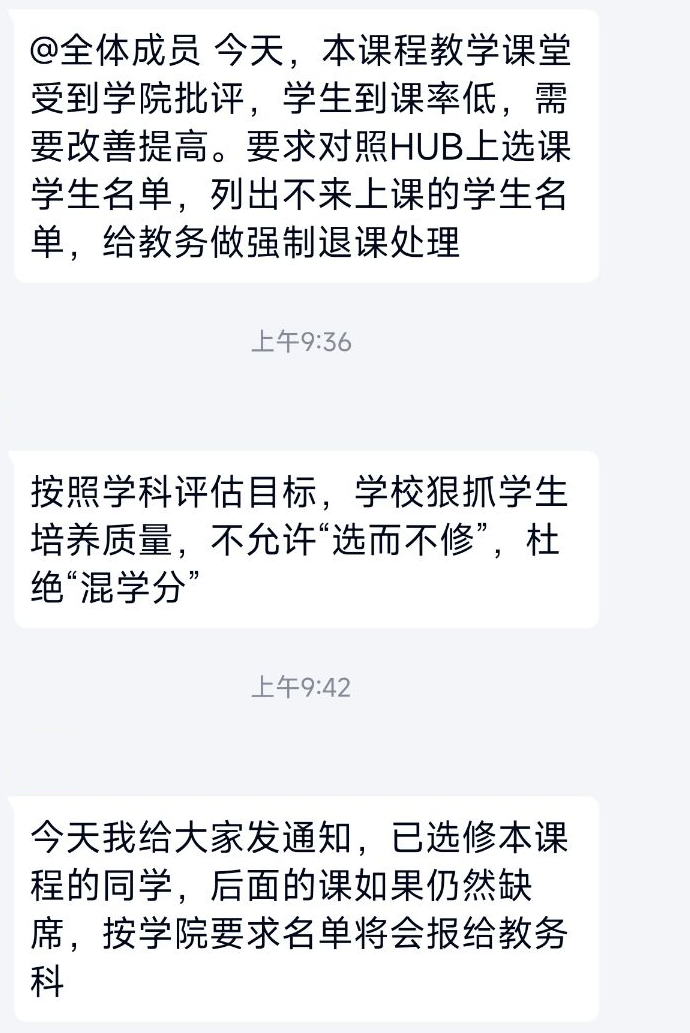 @全体成员 今天，本课程教学课堂
受到学院批评，学生到课率低，需
要改善提高。要求对照HUB上选课
学生名单，列出不来上课的学生名
单，给教务做强制退课处理
上午9:36
按照学科评估目标，学校狠抓学生
培养质量，不允许“选而不修”，杜
绝“混学分”
上午9:42
今天我给大家发通知，已选修本课
程的同学，后面的课如果仍然缺
席，按学院要求名单将会报给教务
科